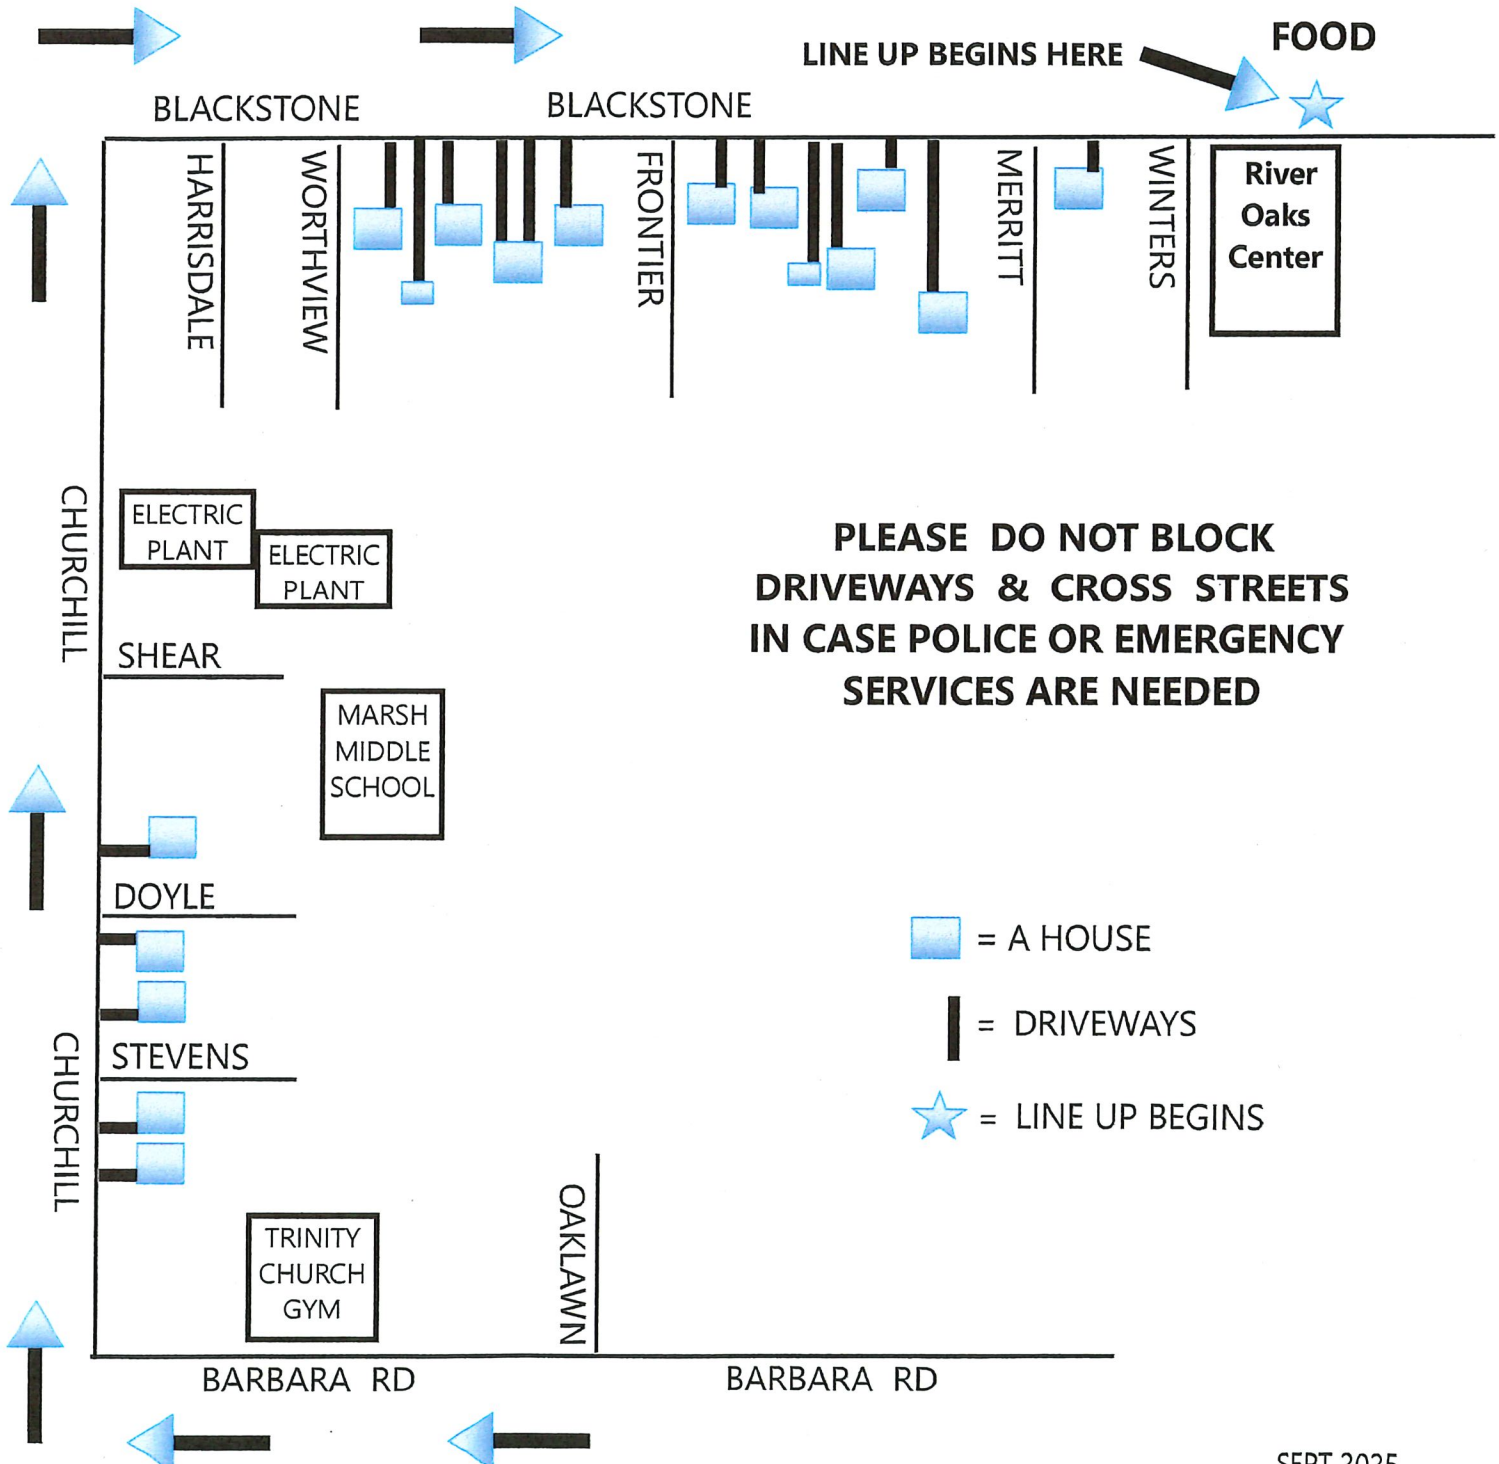 FOOD
LINE UP BEGINS HERE
BLACKSTONE
BLACKSTONE
HARRISDALE
WORTHVIEW
FRONTIER
MERRITT
WINTERS
River
Oaks
Center
CHURCHILL
ELECTRIC
PLANT
ELECTRIC
PLANT
PLEASE DO NOT BLOCK
DRIVEWAYS & CROSS STREETS
IN CASE POLICE OR EMERGENCY
SERVICES ARE NEEDED
SHEAR
MARSH
MIDDLE
SCHOOL
DOYLE
= A HOUSE
= DRIVEWAYS
CHURCHILL
STEVENS
= LINE UP BEGINS
TRINITY
CHURCH
GYM
OAKLAWN
BARBARA RD
BARBARA RD
SEPT 2025